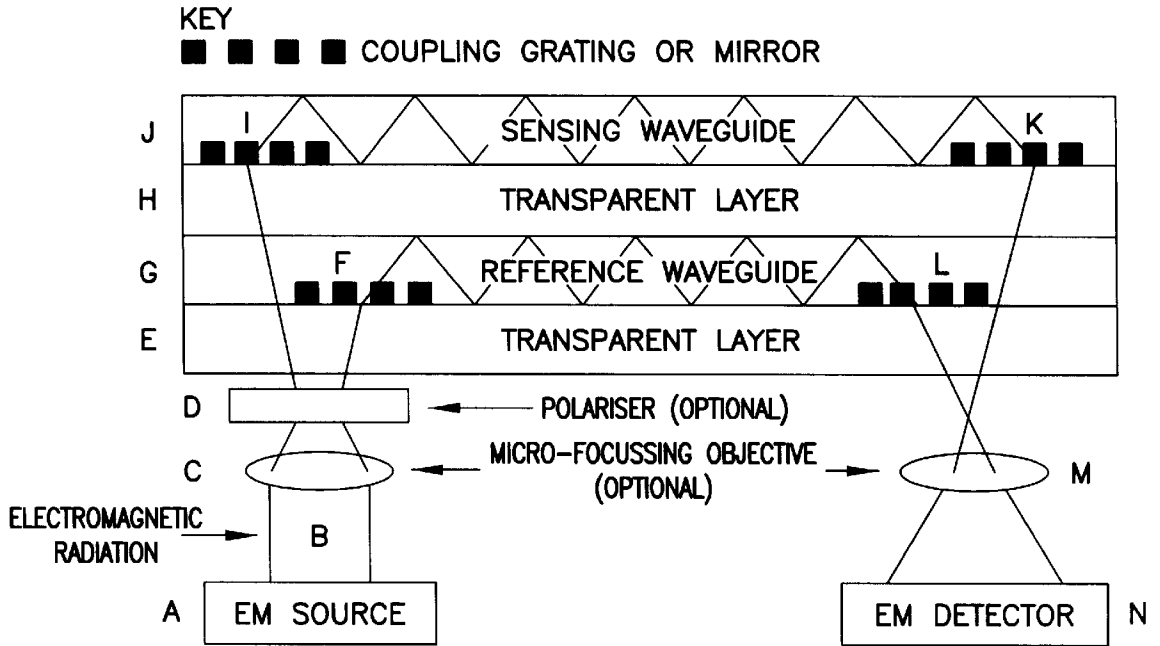 KEY
COUPLING GRATING OR MIRROR
J
I
SENSING WAVEGUIDE
K
H
TRANSPARENT LAYER
G
F
REFERENCE WAVEGUIDE
L
E
TRANSPARENT LAYER
D
POLARISER (OPTIONAL)
C
MICRO-FOCUSSING OBJECTIVE
(OPTIONAL)
M
ELECTROMAGNETIC
RADIATION
B
A
EM SOURCE
EM DETECTOR
N